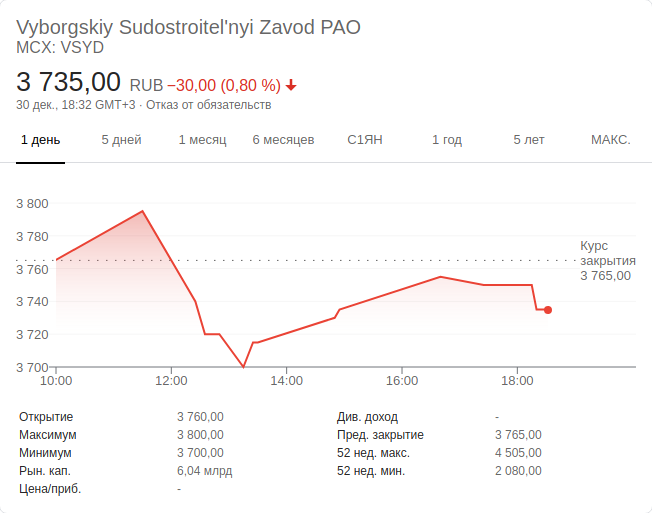 Vyborgskiy Sudostroitel'nyi Zavod PAO
MCX: VSYD
3 735,00 RUB −30,00 (0,80 %)
30 дек., 18:32 GMT+3 · Отказ от обязательств
1 день 5 дней 1 месяц 6 месяцев С1ЯН 1 год 5 лет МАКС.
3 800
3 780
3 760
3 740
3 720
3 700
Курс
закрытия
3 765,00
10:00 12:00 14:00 16:00 18:00
Открытие 3 760,00 Див. доход -
Максимум 3 800,00 Пред. закрытие 3 765,00
Минимум 3 700,00 52 нед. макс. 4 505,00
Рын. кап. 6,04 млрд 52 нед. мин. 2 080,00
Цена/приб. -